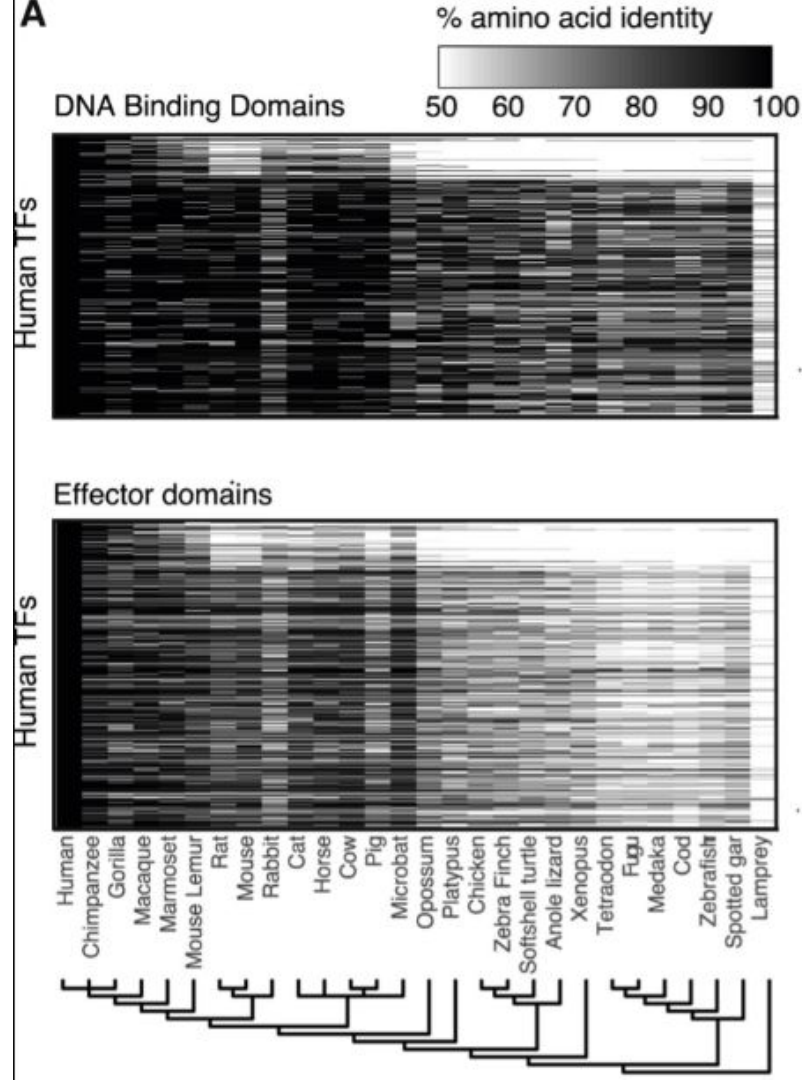 A
% amino acid identity
DNA Binding Domains
50 60 70 80 90 100
Human TFs
Effector domains
Human TFs
Human
Chimpanzee
Gorilla
Macaque
Marmoset
Mouse Lemur
Rat
Mouse
Rabbit
Cat
Horse
Cow
Pig
Microbat
Opossum
Platypus
Chicken
Zebra Finch
Softshell turtle
Anole lizard
Xenopus
Tetraodon
Fugu
Medaka
Cod
Zebrafish
Spotted gar
Lamprey